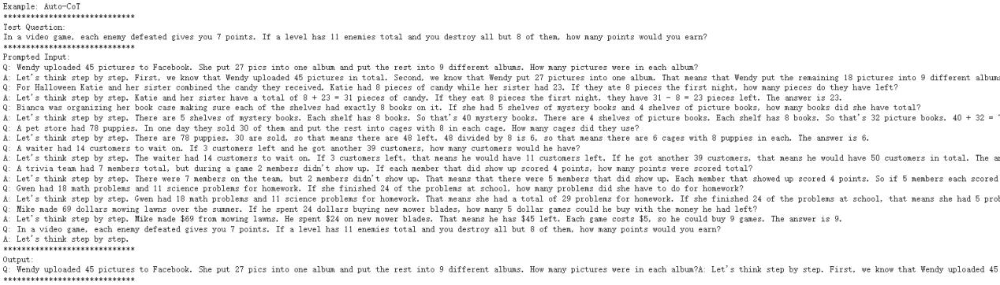 Example: Auto-CoT
*****************************
Test Question:
In a video game, each enemy defeated gives you 7 points. If a level has 11 enemies total and you destroy all but 8 of them, how many points would you earn?
*****************************
Prompted Input:
Q: Wendy uploaded 45 pictures to Facebook. She put 27 pics into one album and put the rest into 9 different albums. How many pictures were in each album?
A: Let's think step by step. First, we know that Wendy uploaded 45 pictures in total. Second, we know that Wendy put 27 pictures into one album. That means that Wendy put the remaining 18 pictures into 9 different albums
Q: For Halloween Katie and her sister combined the candy they received. Katie had 8 pieces of candy while her sister had 23. If they ate 8 pieces the first night, how many pieces do they have left?
A: Let's think step by step. Katie and her sister have a total of 8 + 23 = 31 pieces of candy. If they eat 8 pieces the first night, they have 31 - 8 = 23 pieces left. The answer is 23.
Q: Bianca was organizing her book case making sure each of the shelves had exactly 8 books on it. If she had 5 shelves of mystery books and 4 shelves of picture books, how many books did she have total?
A: Let's think step by step. There are 5 shelves of mystery books. Each shelf has 8 books. So that's 40 mystery books. There are 4 shelves of picture books. Each shelf has 8 books. So that's 32 picture books. 40 + 32 =
Q: A pet store had 78 puppies. In one day they sold 30 of them and put the rest into cages with 8 in each cage. How many cages did they use?
A: Let's think step by step. There are 78 puppies. 30 are sold, so that means there are 48 left. 48 divided by 8 is 6, so that means there are 6 cages with 8 puppies in each. The answer is 6.
Q: A waiter had 14 customers to wait on. If 3 customers left and he got another 39 customers, how many customers would he have?
A: Let's think step by step. The waiter had 14 customers to wait on. If 3 customers left, that means he would have 11 customers left. If he got another 39 customers, that means he would have 50 customers in total. The
Q: A trivia team had 7 members total, but during a game 2 members didn't show up. If each member that did show up scored 4 points, how many points were scored total?
A: Let's think step by step. There were 7 members on the team, but 2 members didn't show up. That means that there were 5 members that did show up. Each member that showed up scored 4 points. So if 5 members each scored
Q: Gwen had 18 math problems and 11 science problems for homework. If she finished 24 of the problems at school, how many problems did she have to do for homework?
A: Let's think step by step. Gwen had 18 math problems and 11 science problems for homework. That means she had a total of 29 problems for homework. If she finished 24 of the problems at school, that means she had 5
Q: Mike made 69 dollars mowing lawns over the summer. If he spent 24 dollars buying new mower blades, how many 5 dollar games could he buy with the money he had left?
A: Let's think step by step. Mike made $69 from mowing lawns. He spent $24 on new mower blades. That means he has $45 left. Each game costs $5, so he could buy 9 games. The answer is 9.
Q: In a video game, each enemy defeated gives you 7 points. If a level has 11 enemies total and you destroy all but 8 of them, how many points would you earn?
A: Let's think step by step.
*****************************
Output:
Q: Wendy uploaded 45 pictures to Facebook. She put 27 pics into one album and put the rest into 9 different albums. How many pictures were in each album?A: Let's think step by step. First, we know that Wendy uploaded 45
*****************************